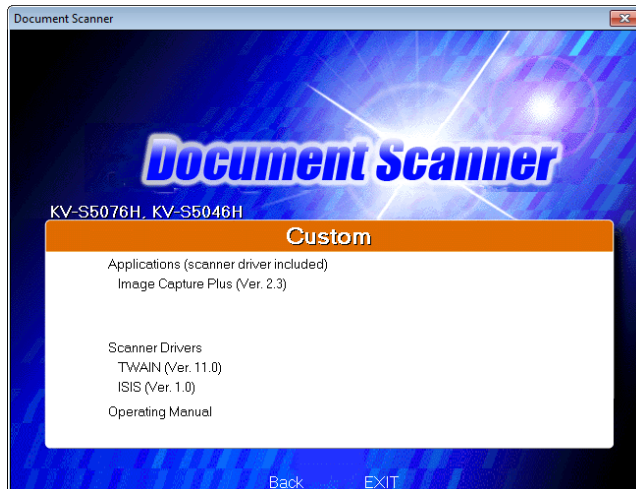 Document Scanner
Document Scanner
KV-S5076H, KV-S5046H
Custom
Applications (scanner driver included)
Image Capture Plus (Ver. 2.3)
Scanner Drivers
TWAIN (Ver. 11.0)
ISIS (Ver. 1.0)
Operating Manual
Back EXIT